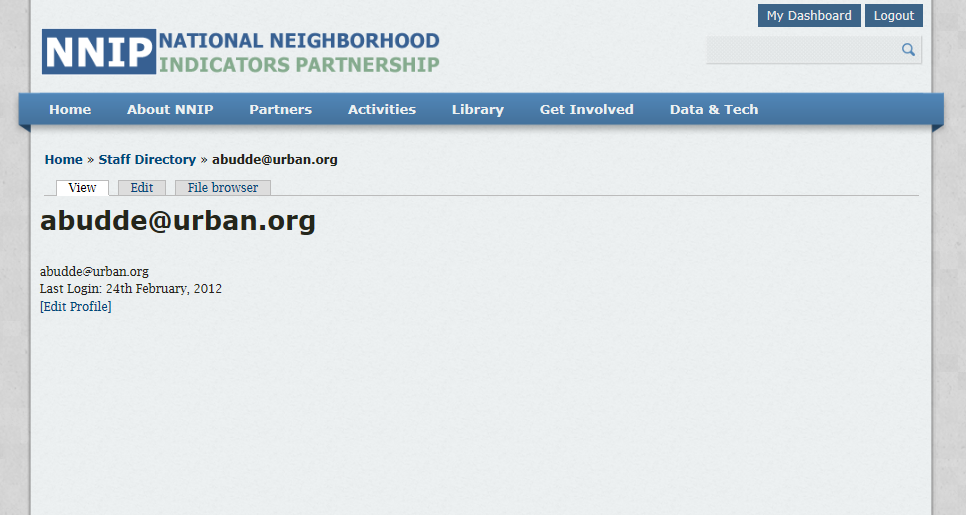 My Dashboard Logout
NNIP NATIONAL NEIGHBORHOOD
INDICATORS PARTNERSHIP
Home About NNIP Partners Activities Library Get Involved Data & Tech
Home » Staff Directory » abudde@urban.org
View Edit File browser
abudde@urban.org
abudde@urban.org
Last Login: 24th February, 2012
[Edit Profile]